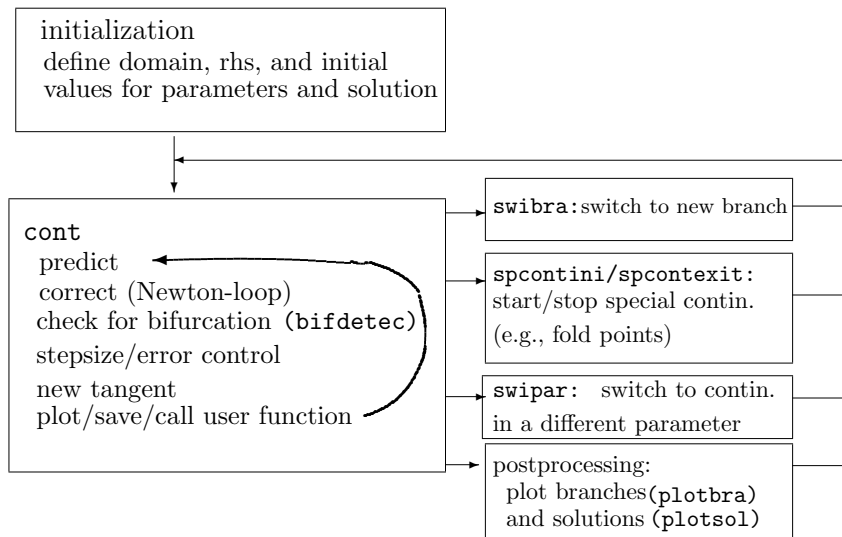 initialization
define domain, rhs, and initial
values for parameters and solution
cont
predict
correct (Newton-loop)
check for bifurcation (bifdetec)
stepsize/error control
new tangent
plot/save/call user function
swibra: switch to new branch
spcontini/spcontexit:
start/stop special contin.
(e.g., fold points)
swipar: switch to contin.
in a different parameter
postprocessing:
plot branches(plotbra)
and solutions (plotsol)